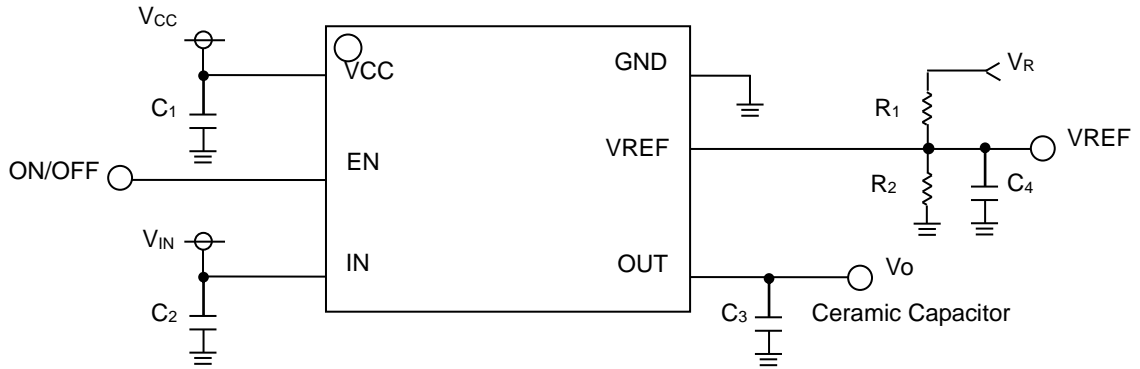 VCC
VCC
GND
VR
C1
R1
VREF
VREF
ON/OFF
EN
R2
C4
VIN
IN
OUT
Vo
C2
C3
Ceramic Capacitor